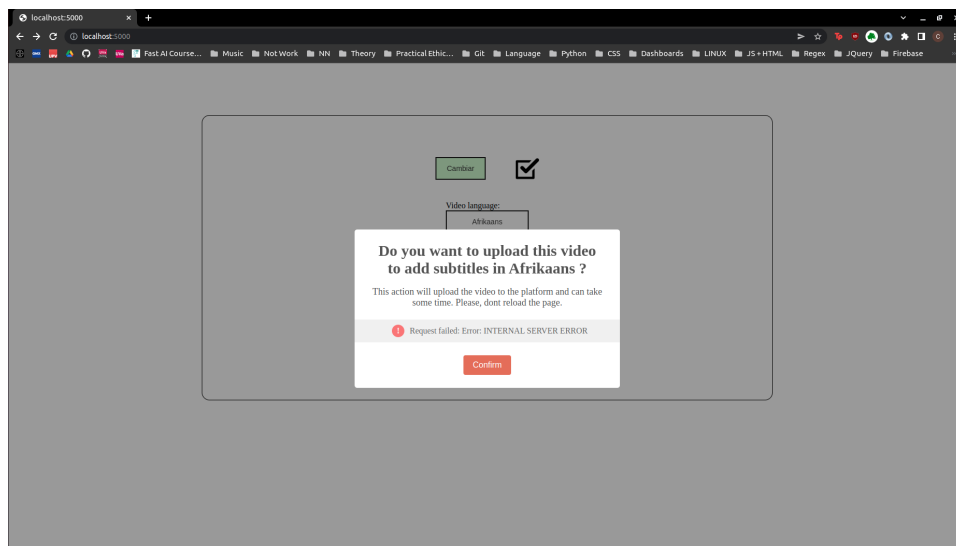 localhost:5000
localhost:5000
Fast AI Course... Music Not Work NN Theory Practical Ethic... Git Language Python CSS Dashboards LINUX JS+HTML Regex JQuery Firebase
Cambiar
Video language:
Afrikaans
Do you want to upload this video
to add subtitles in Afrikaans ?
This action will upload the video to the platform and can take
some time. Please, dont reload the page.
! Request failed: Error: INTERNAL SERVER ERROR
Confirm